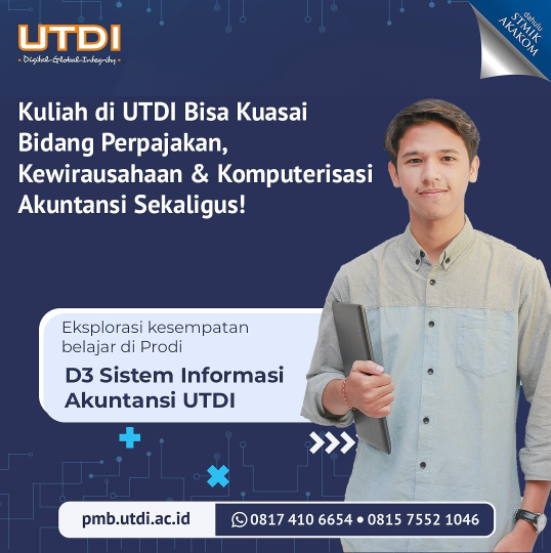 UTDI
• Digital-Global-Integrity •
dahulu
STMIK
AKAKOM
Kuliah di UTDI Bisa Kuasai
Bidang Perpajakan,
Kewirausahaan & Komputerisasi
Akuntansi Sekaligus!
Eksplorasi kesempatan
belajar di Prodi
D3 Sistem Informasi
Akuntansi UTDI
pmb.utdi.ac.id
0817 410 6654 • 0815 7552 1046